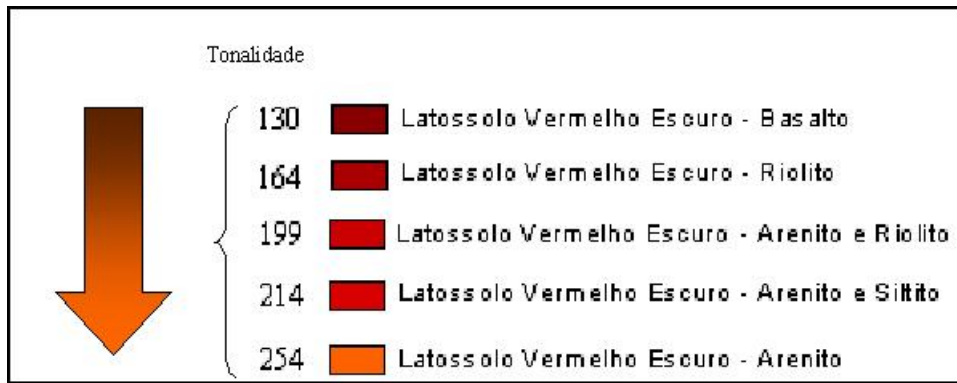 Tonalidade
130 Latossolo Vermelho Escuro - Basalto
164 Latossolo Vermelho Escuro - Riolito
199 Latossolo Vermelho Escuro - Arenito e Riolito
214 Latossolo Vermelho Escuro - Arenito e Siltito
254 Latossolo Vermelho Escuro - Arenito